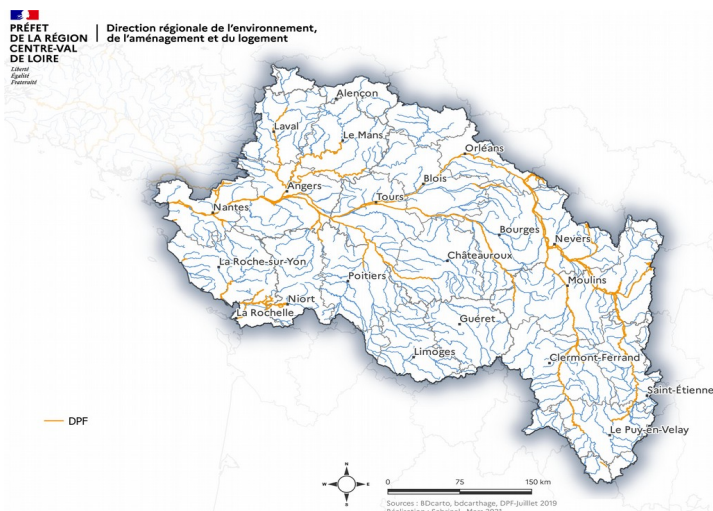 PRÉFET
DE LA RÉGION
CENTRE-VAL
DE LOIRE
Liberté
Égalité
Fraternité
Direction régionale de l'environnement,
de l'aménagement et du logement
Alençon
Laval
Le Mans
Orléans
Blois
Angers
Tours
Nantes
Bourges
Nevers
La Roche-sur-Yon
Châteauroux
Poitiers
Moulins
Niort
La Rochelle
Guéret
Limoges
Clermont-Ferrand
Saint-Étienne
DPF
Le Puy-en-Velay
N
W
E
S
0 75 150 km
Sources : BDcarto, bdcarthage, DPF-Juillet 2019